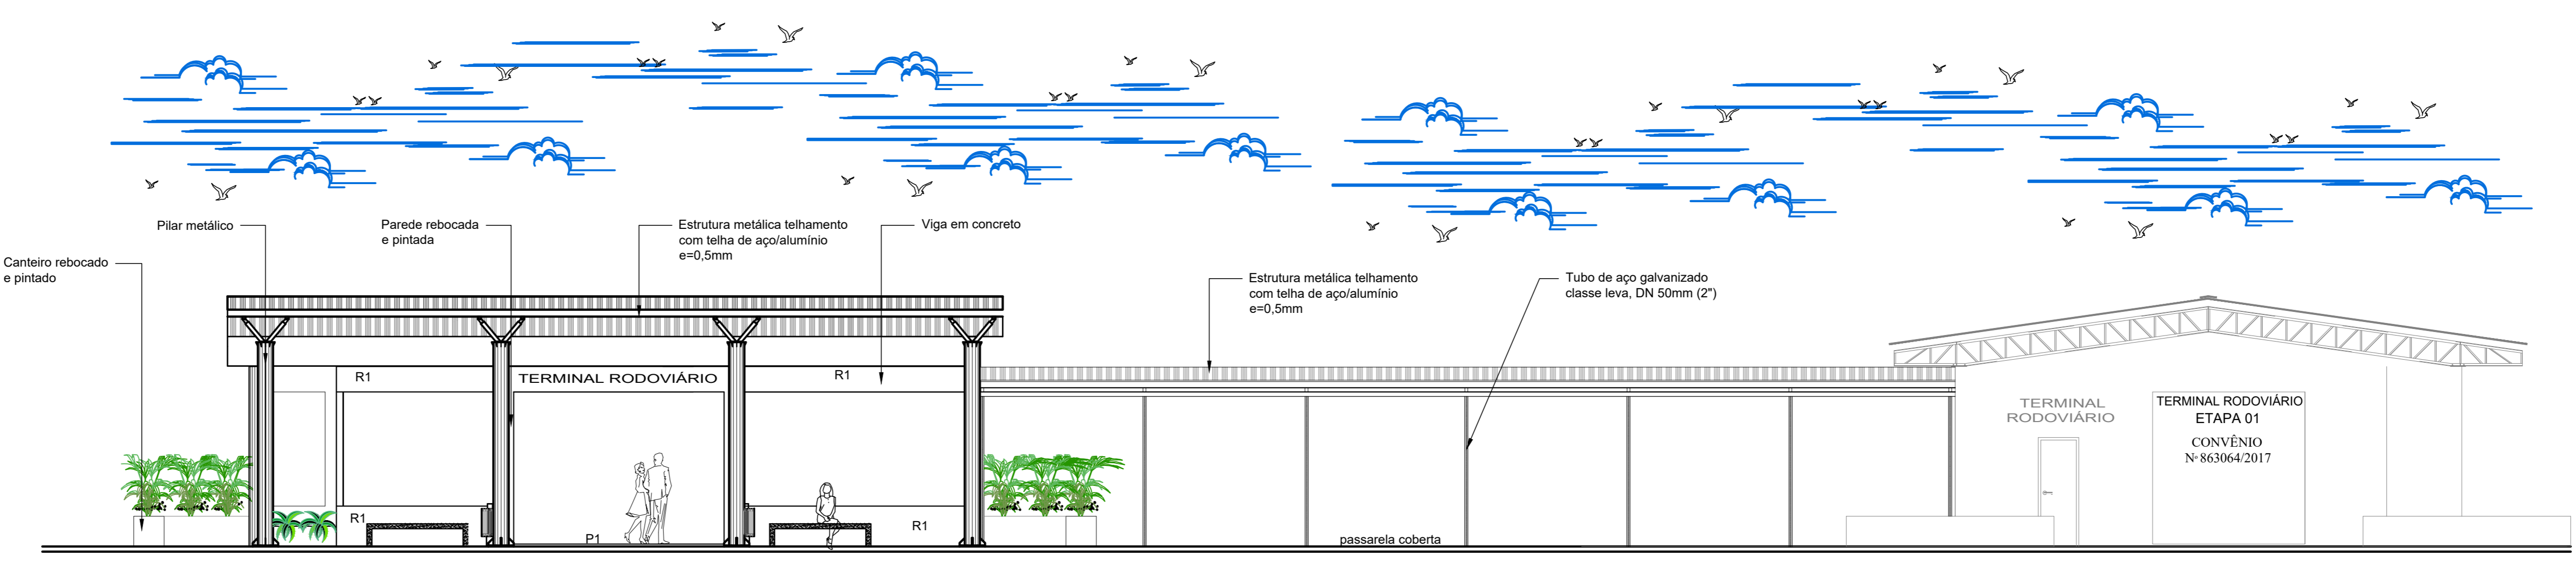 Pilar metálico
Parede rebocada
e pintada
Estrutura metálica telhamento
com telha de aço/alumínio
e=0,5mm
Viga em concreto
Canteiro rebocado
e pintado
Estrutura metálica telhamento
com telha de aço/alumínio
e=0,5mm
Tubo de aço galvanizado
classe leva, DN 50mm (2")
R1
TERMINAL RODOVIÁRIO
R1
TERMINAL
RODOVIÁRIO
TERMINAL RODOVIÁRIO
ETAPA 01
CONVÊNIO
Nº 863064/2017
R1
R1
P1
passarela coberta